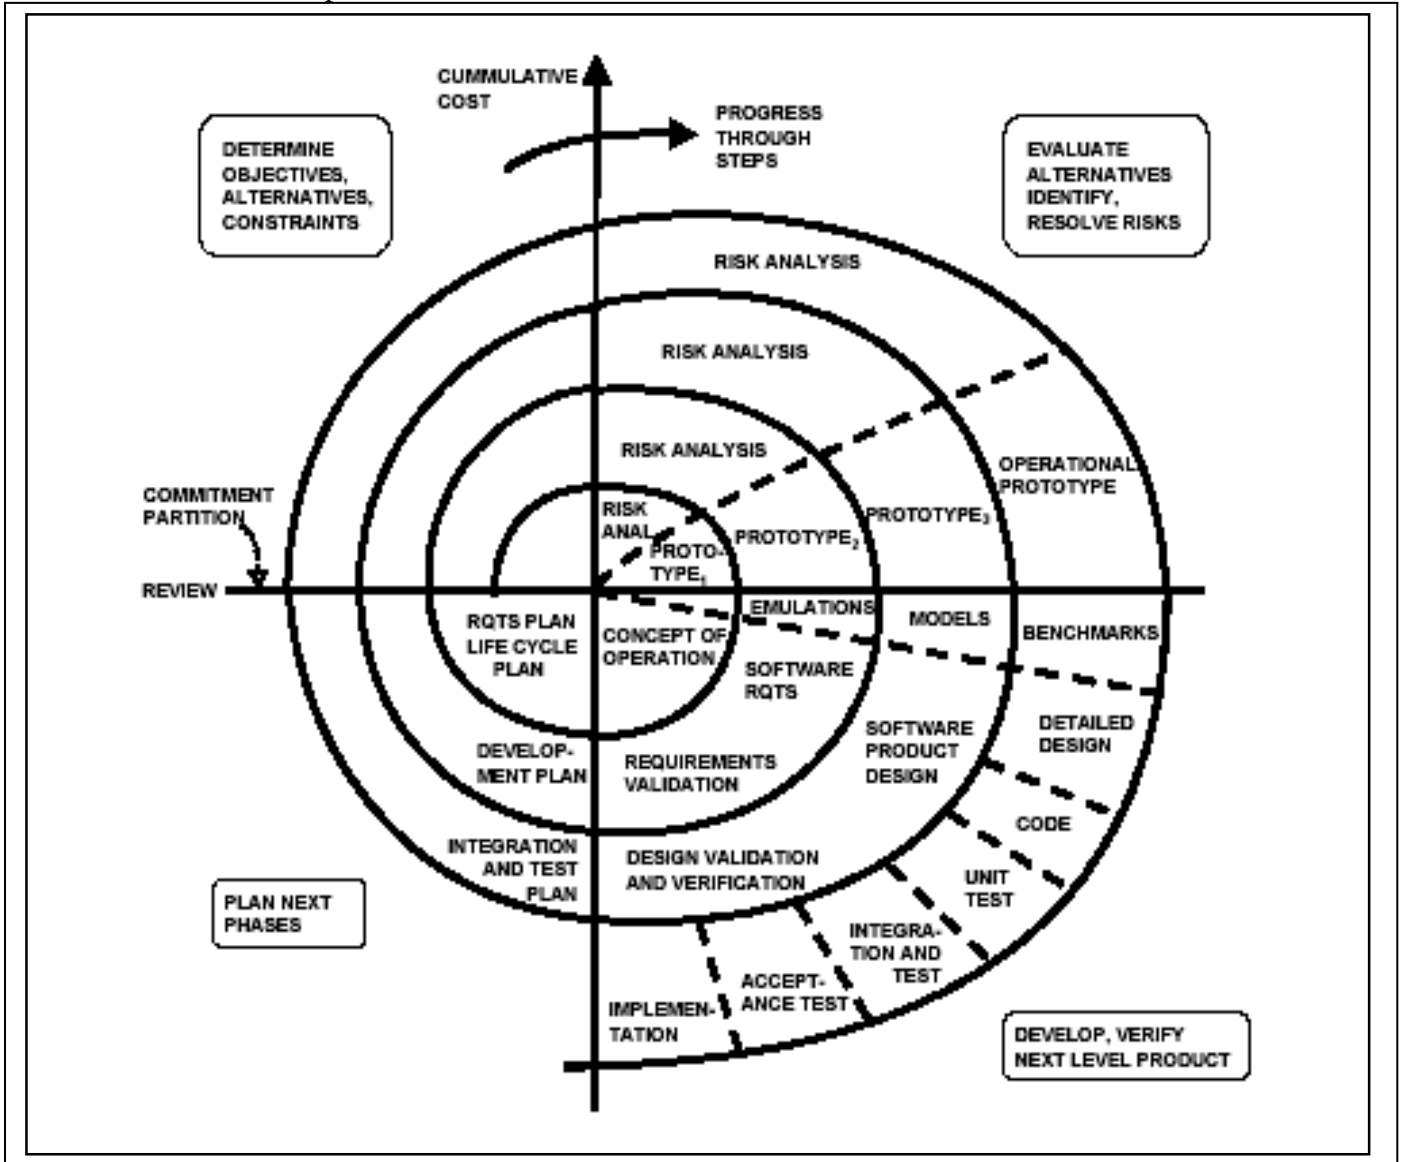 CUMMULATIVE
COST
PROGRESS
THROUGH
STEPS
DETERMINE
OBJECTIVES,
ALTERNATIVES,
CONSTRAINTS
EVALUATE
ALTERNATIVES
IDENTIFY,
RESOLVE RISKS
RISK ANALYSIS
RISK ANALYSIS
RISK ANALYSIS
RISK
ANAL
PROTO-
TYPE1
PROTOTYPE2
PROTOTYPE3
OPERATIONAL
PROTOTYPE
COMMITMENT
PARTITION
REVIEW
RQTS PLAN
LIFE CYCLE
PLAN
CONCEPT OF
OPERATION
EMULATIONS
MODELS
BENCHMARKS
SOFTWARE
RQTS
SOFTWARE
PRODUCT
DESIGN
DETAILED
DESIGN
DEVELOP-
MENT PLAN
REQUIREMENTS
VALIDATION
CODE
INTEGRATION
AND TEST
PLAN
DESIGN VALIDATION
AND VERIFICATION
UNIT
TEST
PLAN NEXT
PHASES
INTEGRA-
TION AND
TEST
ACCEPT-
ANCE TEST
IMPLEMEN-
TATION
DEVELOP, VERIFY
NEXT LEVEL PRODUCT